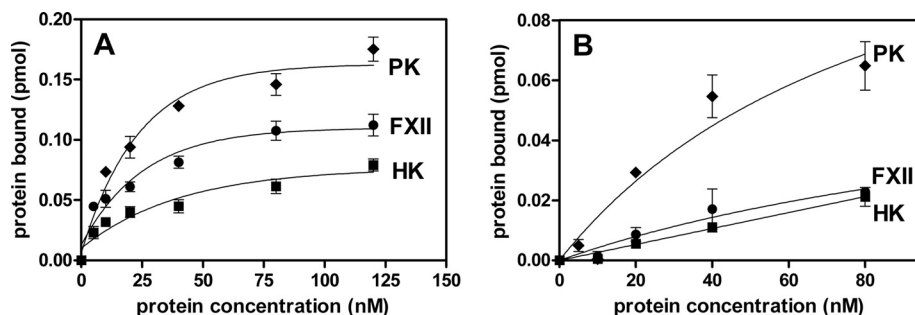 A
protein bound (pmol)
0.20
0.15
0.10
0.05
0.00
PK
FXII
HK
0
25
50
75
100
125
protein concentration (nM)
B
protein bound (pmol)
0.08
0.06
0.04
0.02
0.00
PK
FXII
HK
0
20
40
60
80
protein concentration (nM)